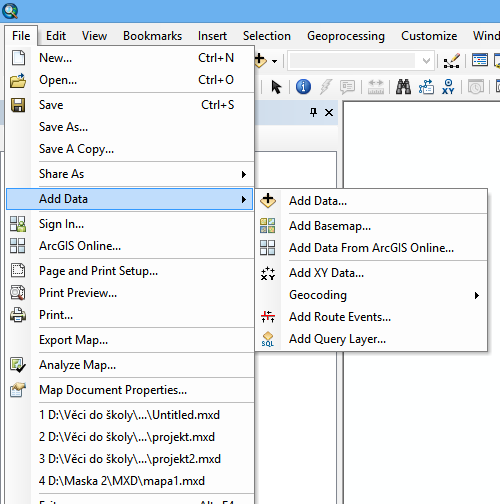 File Edit View Bookmarks Insert Selection Geoprocessing Customize Win
New... Ctrl+N
Open... Ctrl+O
Save Ctrl+S
Save As...
Save A Copy...
Share As
Add Data
Add Data...
Sign In...
Add Basemap...
ArcGIS Online...
Add Data From ArcGIS Online...
Page and Print Setup...
Add XY Data...
Print Preview...
Geocoding
Print...
Add Route Events...
Export Map...
SQL Add Query Layer...
Analyze Map...
Map Document Properties...
1 D:\Věci do školy\...\Untitled.mxd
2 D:\Věci do školy\...\projekt.mxd
3 D:\Věci do školy\...\projekt2.mxd
4 D:\Maska 2\MXD\mapa1.mxd